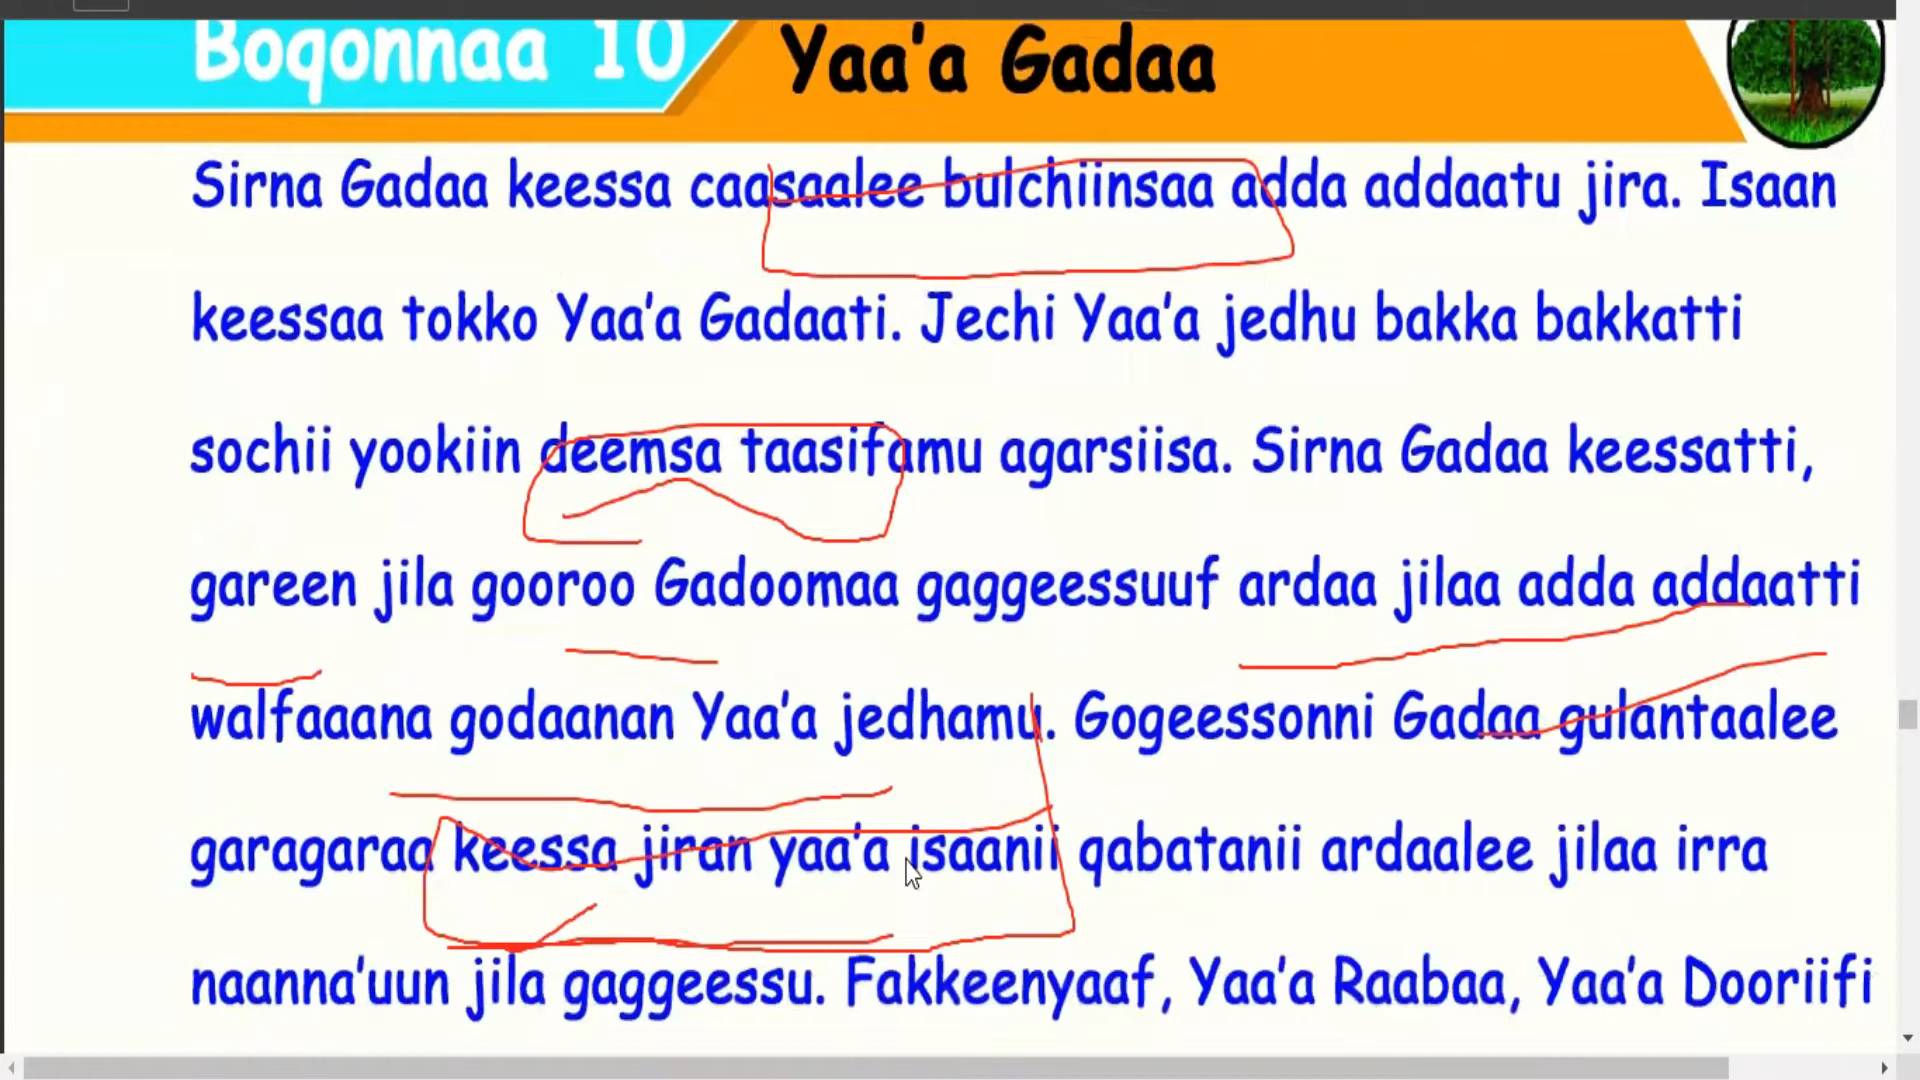 Boqonnaa 10
Yaa'a Gadaa
Sirna Gadaa keessa caasaalee bulchiinsaa adda addaatu jira. Isaan
keessaa tokko Yaa'a Gadaati. Jechi Yaa'a jedhu bakka bakkatti
sochii yookiin deemsa taasifamu agarsiisa. Sirna Gadaa keessatti,
gareen jila gooroo Gadoomaa gaggeessuuf ardaa jilaa adda addaatti
walfaaana godaanan Yaa'a jedhamu. Gogeessonni Gadaa gulantaalee
garagaraa keessa jiran yaa'a isaanii qabatanii ardaalee jilaa irra
naanna'uun jila gaggeessu. Fakkeenyaaf, Yaa'a Raabaa, Yaa'a Dooriifi